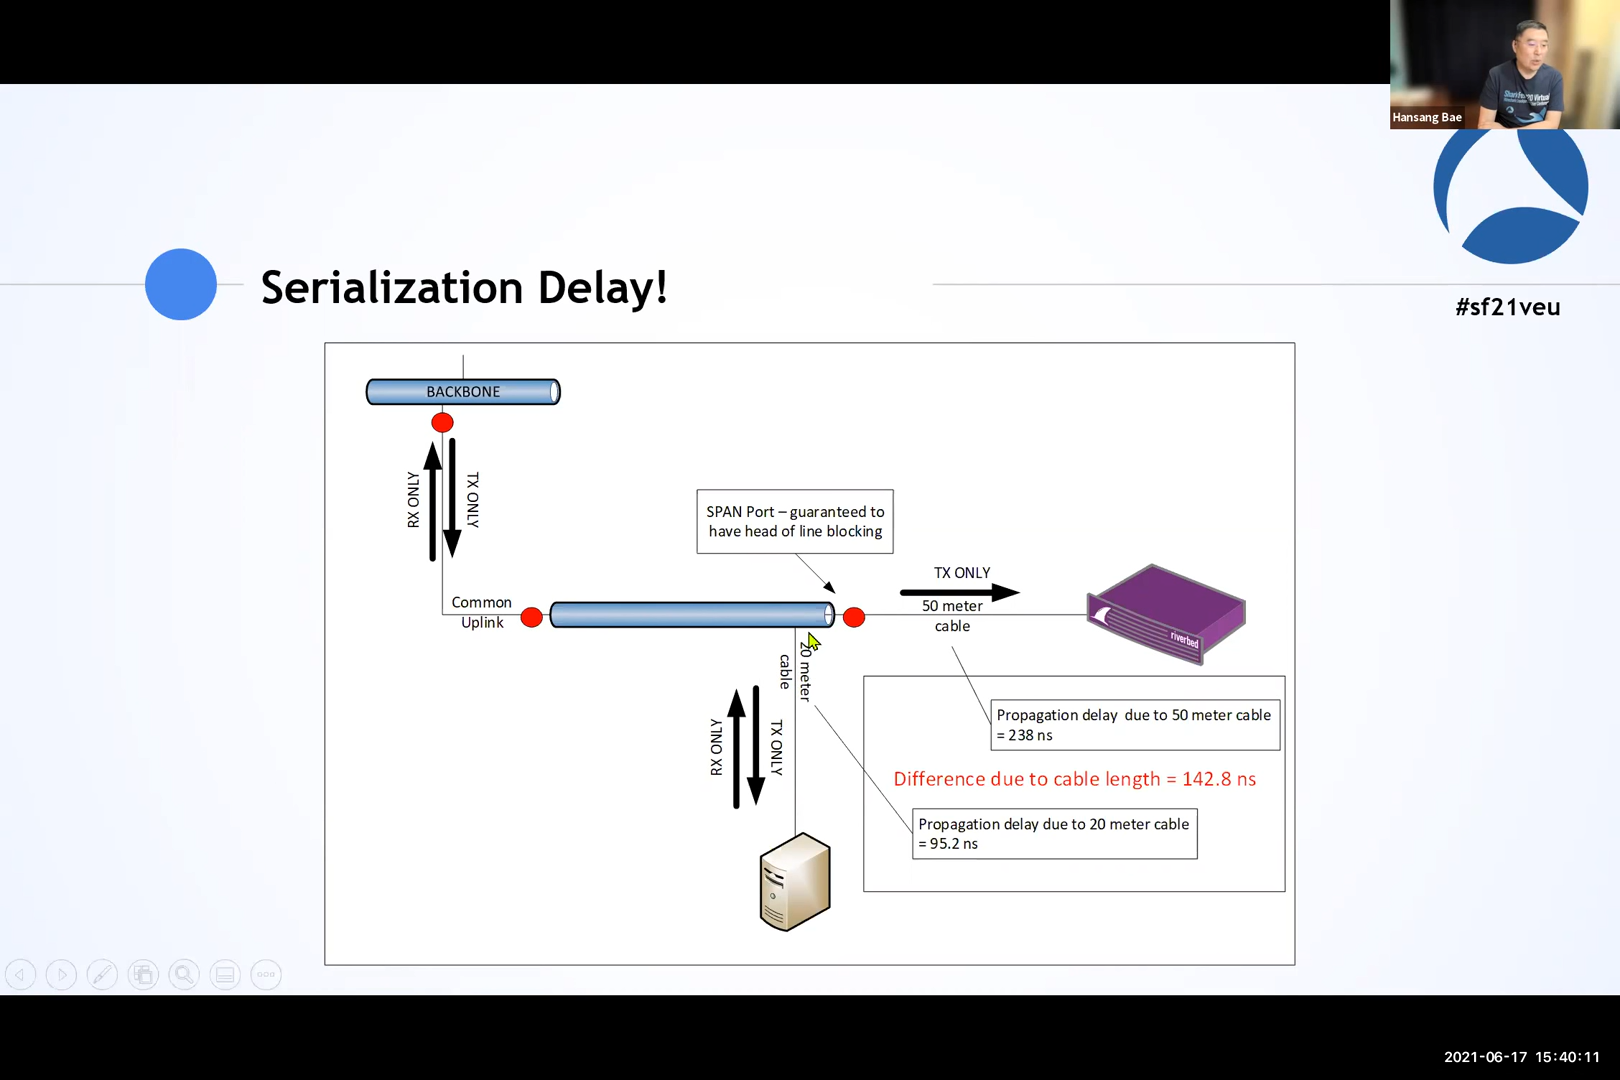 Hansang Bae
#sf21veu
Serialization Delay!
BACKBONE
RX ONLY
TX ONLY
SPAN Port – guaranteed to
have head of line blocking
Common
Uplink
TX ONLY
50 meter
cable
riverbed
20 meter
cable
RX ONLY
TX ONLY
Propagation delay due to 50 meter cable
= 238 ns
Difference due to cable length = 142.8 ns
Propagation delay due to 20 meter cable
= 95.2 ns
2021-06-17 15:40:11